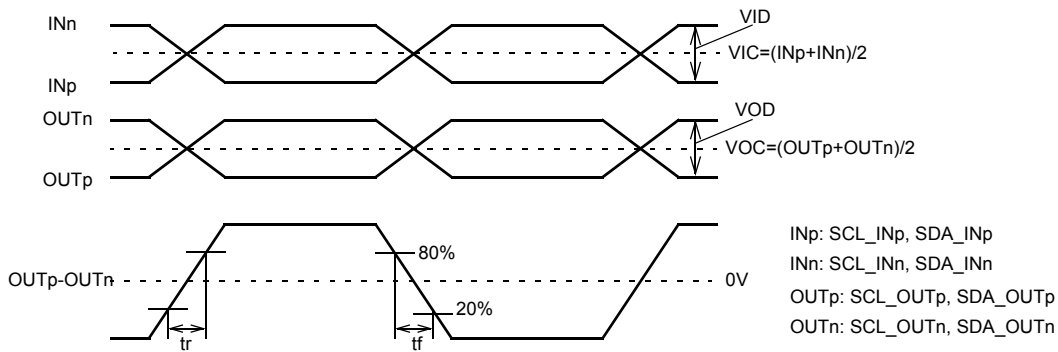 INn
VID
VIC=(INp+INn)/2
INp
OUTn
VOD
VOC=(OUTp+OUTn)/2
OUTp
80%
OUTp-OUTn
0V
20%
tr
tf
INp: SCL_INp, SDA_INp
INn: SCL_INn, SDA_INn
OUTp: SCL_OUTp, SDA_OUTp
OUTn: SCL_OUTn, SDA_OUTn